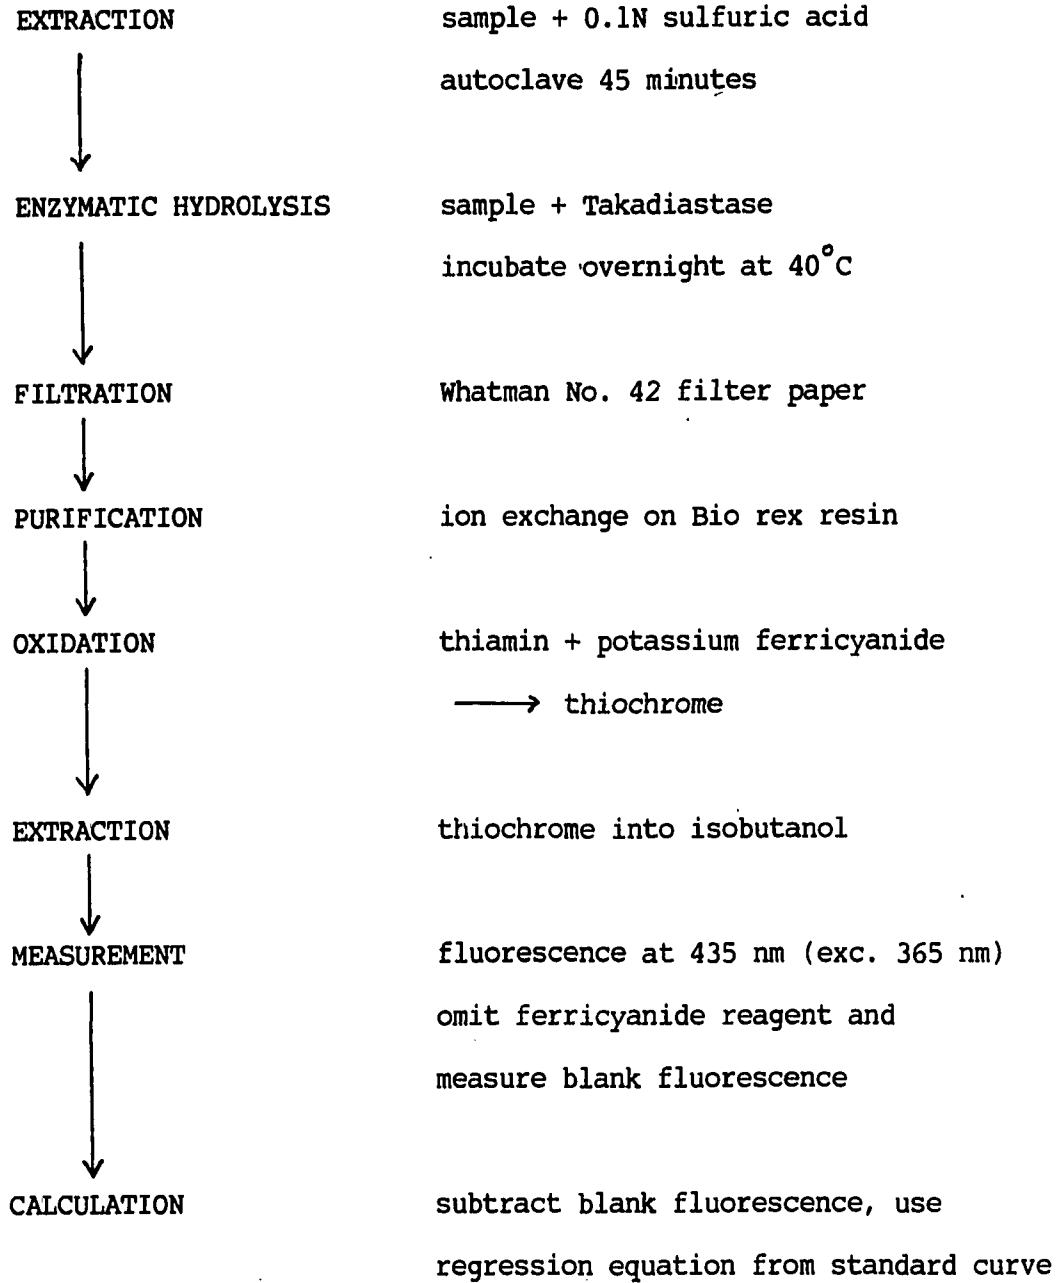 EXTRACTION sample + 0.1N sulfuric acid
autoclave 45 minutes
ENZYMATIC HYDROLYSIS sample + Takadiastase
incubate overnight at 40°C
FILTRATION Whatman No. 42 filter paper
PURIFICATION ion exchange on Bio rex resin
OXIDATION thiamin + potassium ferricyanide
⟶ thiochrome
EXTRACTION thiochrome into isobutanol
MEASUREMENT fluorescence at 435 nm (exc. 365 nm)
omit ferricyanide reagent and
measure blank fluorescence
CALCULATION subtract blank fluorescence, use
regression equation from standard curve